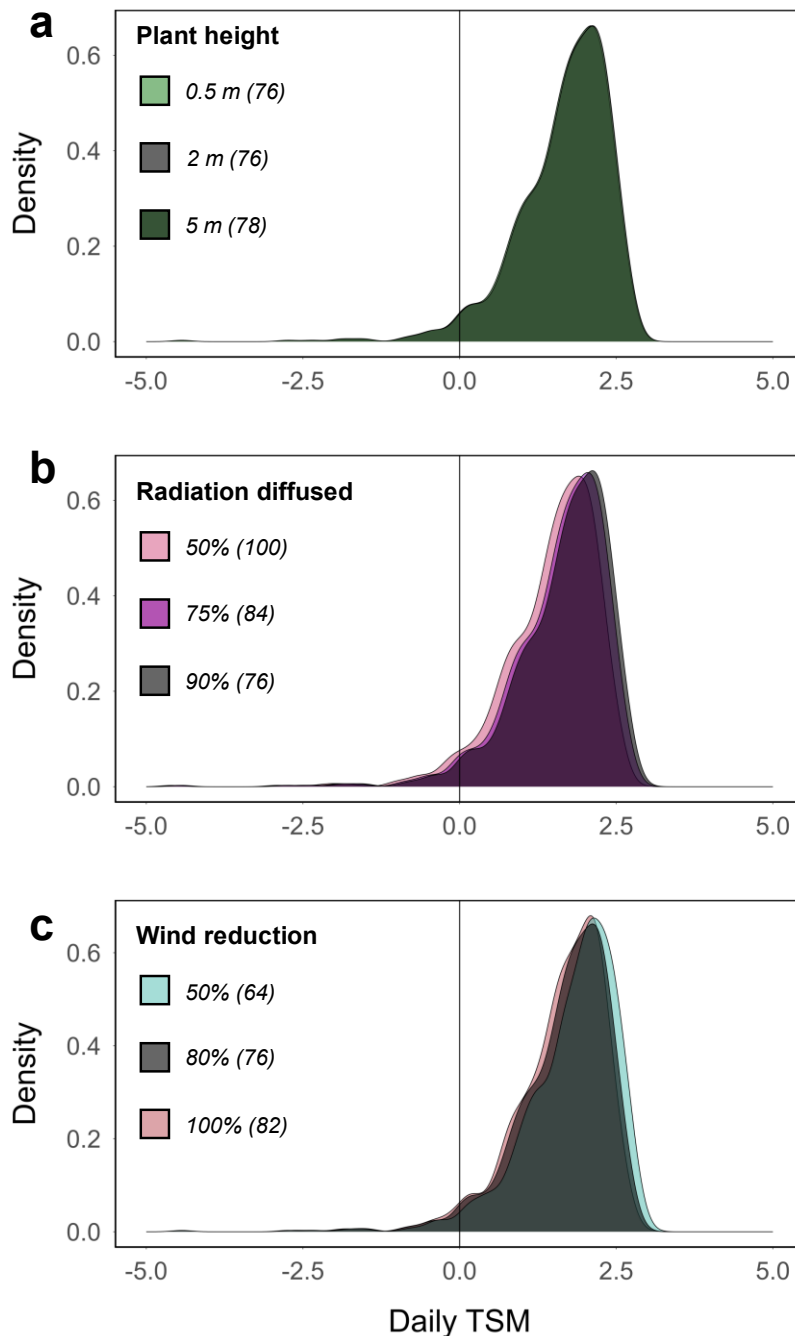 a
Plant height
0.5 m (76)
2 m (76)
5 m (78)
Density
0.6
0.4
0.2
0.0
-5.0 -2.5 0.0 2.5 5.0
b
Radiation diffused
50% (100)
75% (84)
90% (76)
Density
0.6
0.4
0.2
0.0
-5.0 -2.5 0.0 2.5 5.0
c
Wind reduction
50% (64)
80% (76)
100% (82)
Density
0.6
0.4
0.2
0.0
-5.0 -2.5 0.0 2.5 5.0
Daily TSM